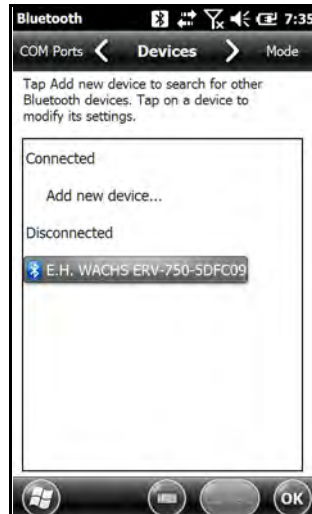 Bluetooth 7:35
COM Ports Devices Mode
Tap Add new device to search for other
Bluetooth devices. Tap on a device to
modify its settings.
Connected
Add new device...
Disconnected
E.H. WACHS ERV-750-5DFC09
OK